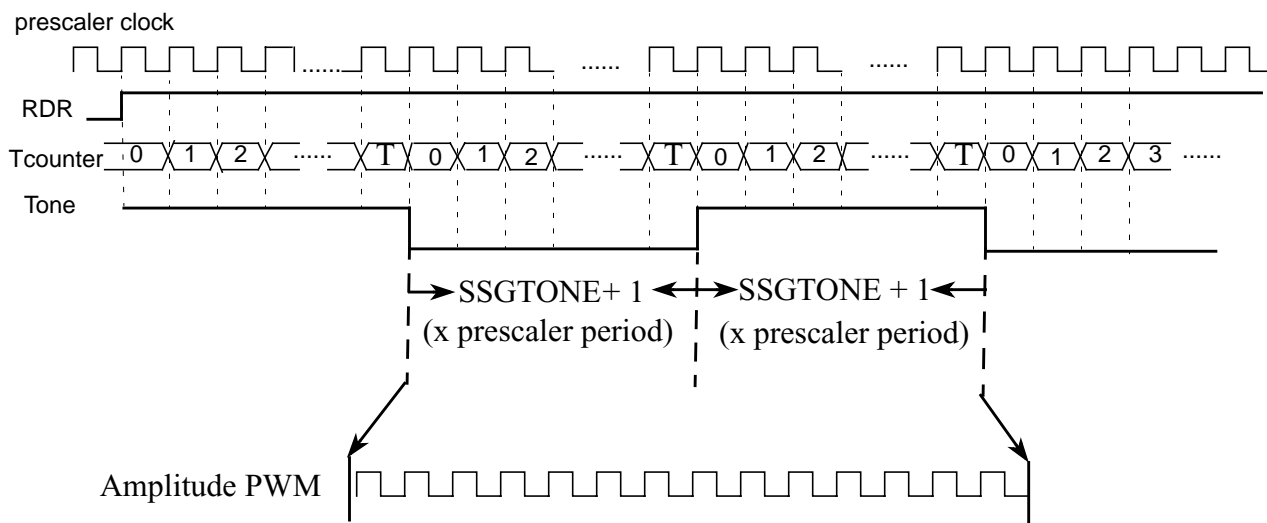 prescaler clock
...... ...... ......
RDR
Tcounter 0 1 2 ...... T 0 1 2 ...... T 0 1 2 ...... T 0 1 2 3 ......
Tone
SSGTONE+ 1 SSGTONE + 1
(x prescaler period) (x prescaler period)
Amplitude PWM